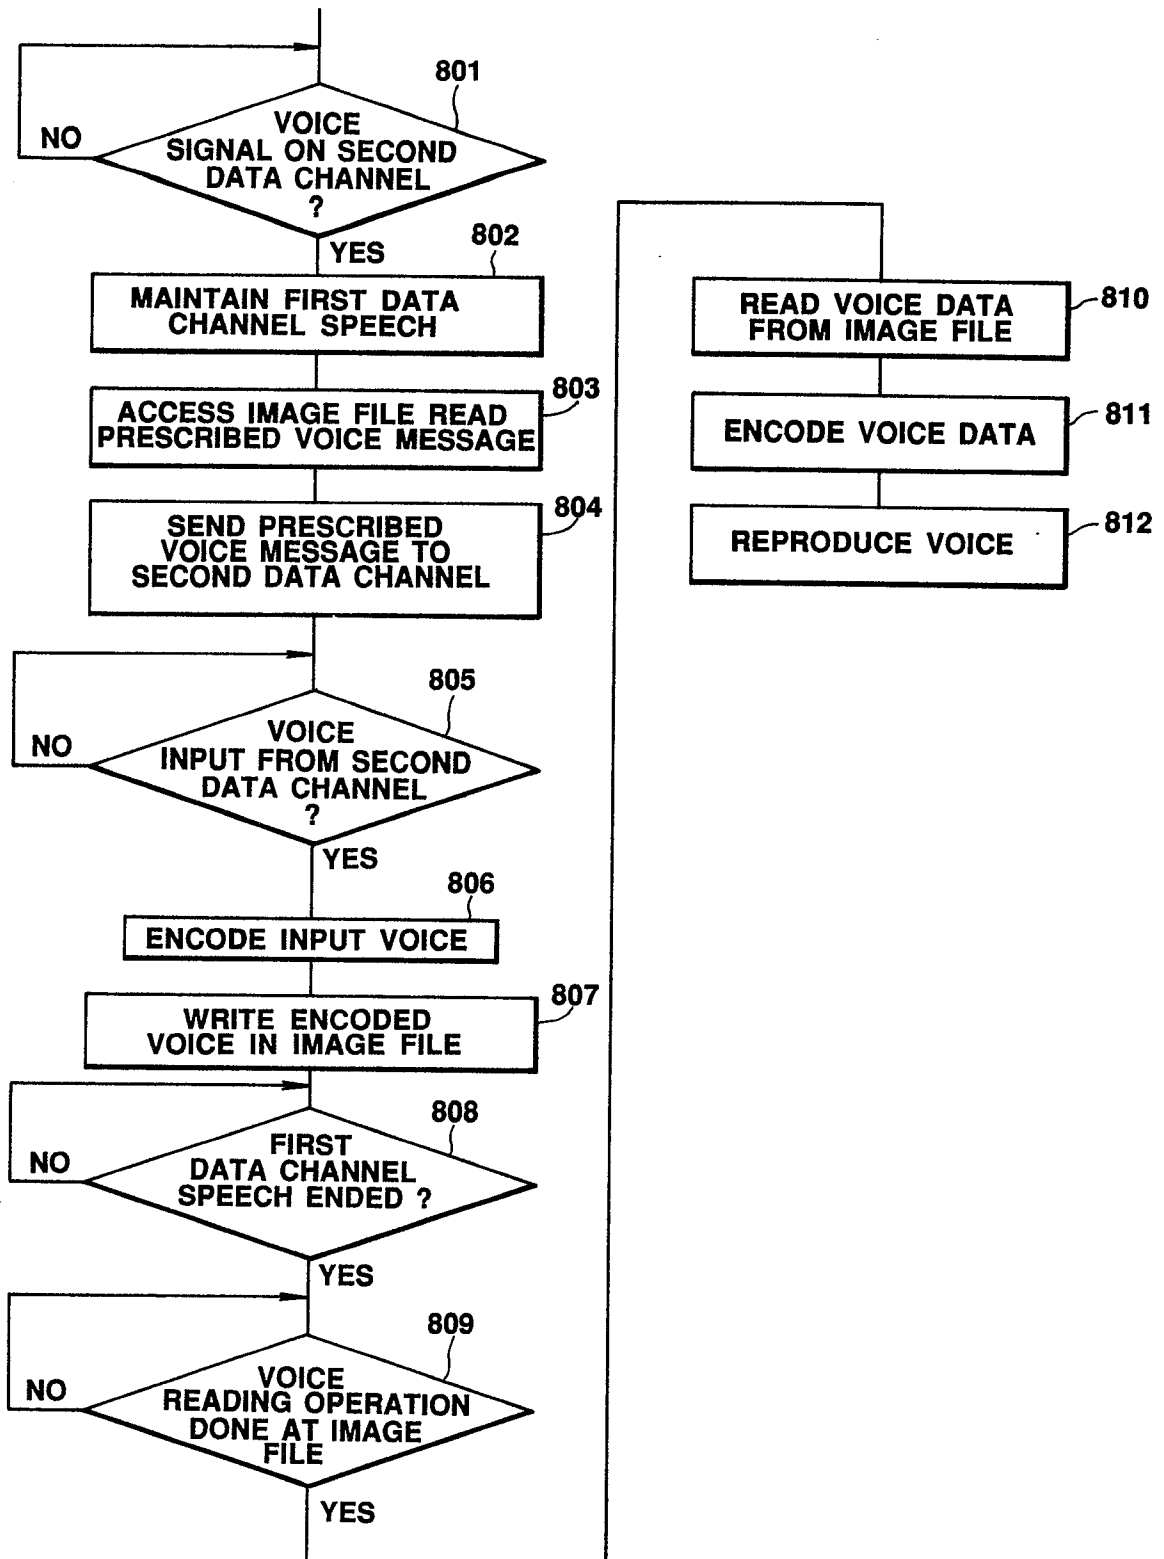 801
VOICE
SIGNAL ON SECOND
DATA CHANNEL
?
NO
YES
802
MAINTAIN FIRST DATA
CHANNEL SPEECH
803
ACCESS IMAGE FILE READ
PRESCRIBED VOICE MESSAGE
804
SEND PRESCRIBED
VOICE MESSAGE TO
SECOND DATA CHANNEL
805
VOICE
INPUT FROM SECOND
DATA CHANNEL
?
NO
YES
806
ENCODE INPUT VOICE
807
WRITE ENCODED
VOICE IN IMAGE FILE
808
FIRST
DATA CHANNEL
SPEECH ENDED ?
NO
YES
809
VOICE
READING OPERATION
DONE AT IMAGE
FILE
NO
YES
810
READ VOICE DATA
FROM IMAGE FILE
811
ENCODE VOICE DATA
812
REPRODUCE VOICE